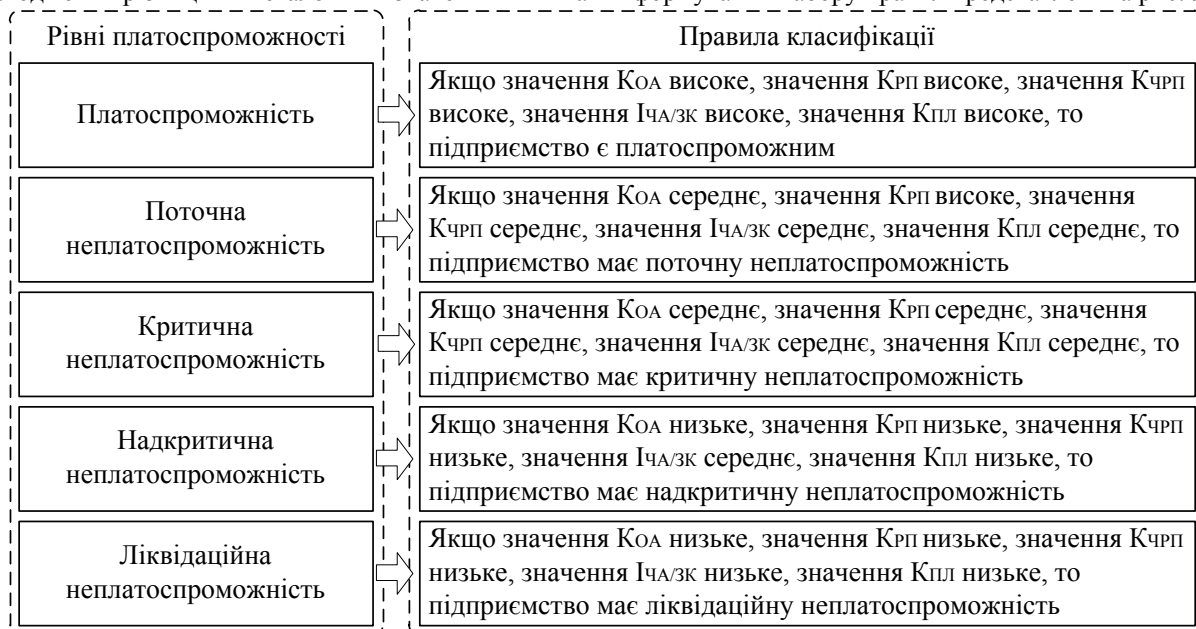 Рівні платоспроможності
Правила класифікації
Платоспроможність
Якщо значення КОА високе, значення КРП високе, значення КЧРП
високе, значення ІЧА/ЗК високе, значення КПЛ високе, то
підприємство є платоспроможним
Поточна
неплатоспроможність
Якщо значення КОА середнє, значення КРП високе, значення
КЧРП середнє, значення ІЧА/ЗК середнє, значення КПЛ середнє, то
підприємство має поточну неплатоспроможність
Критична
неплатоспроможність
Якщо значення КОА середнє, значення КРП середнє, значення
КЧРП середнє, значення ІЧА/ЗК середнє, значення КПЛ середнє, то
підприємство має критичну неплатоспроможність
Надкритична
неплатоспроможність
Якщо значення КОА низьке, значення КРП низьке, значення КЧРП
низьке, значення ІЧА/ЗК середнє, значення КПЛ низьке, то
підприємство має надкритичну неплатоспроможність
Ліквідаційна
неплатоспроможність
Якщо значення КОА низьке, значення КРП низьке, значення КЧРП
низьке, значення ІЧА/ЗК низьке, значення КПЛ низьке, то
підприємство має ліквідаційну неплатоспроможність